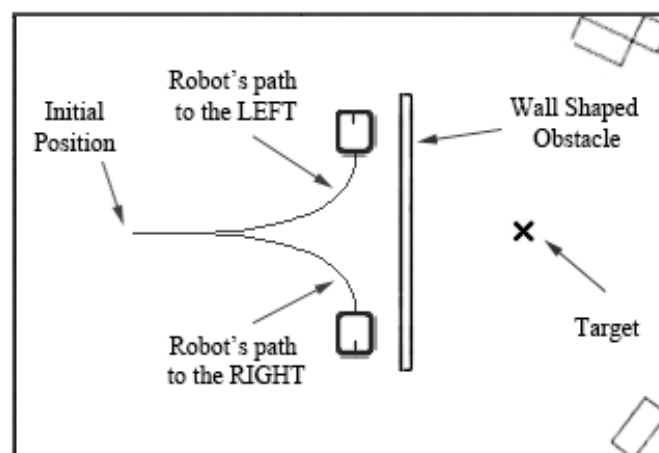 Robot’s path
to the LEFT
Initial
Position
Wall Shaped
Obstacle
Target
Robot’s path
to the RIGHT